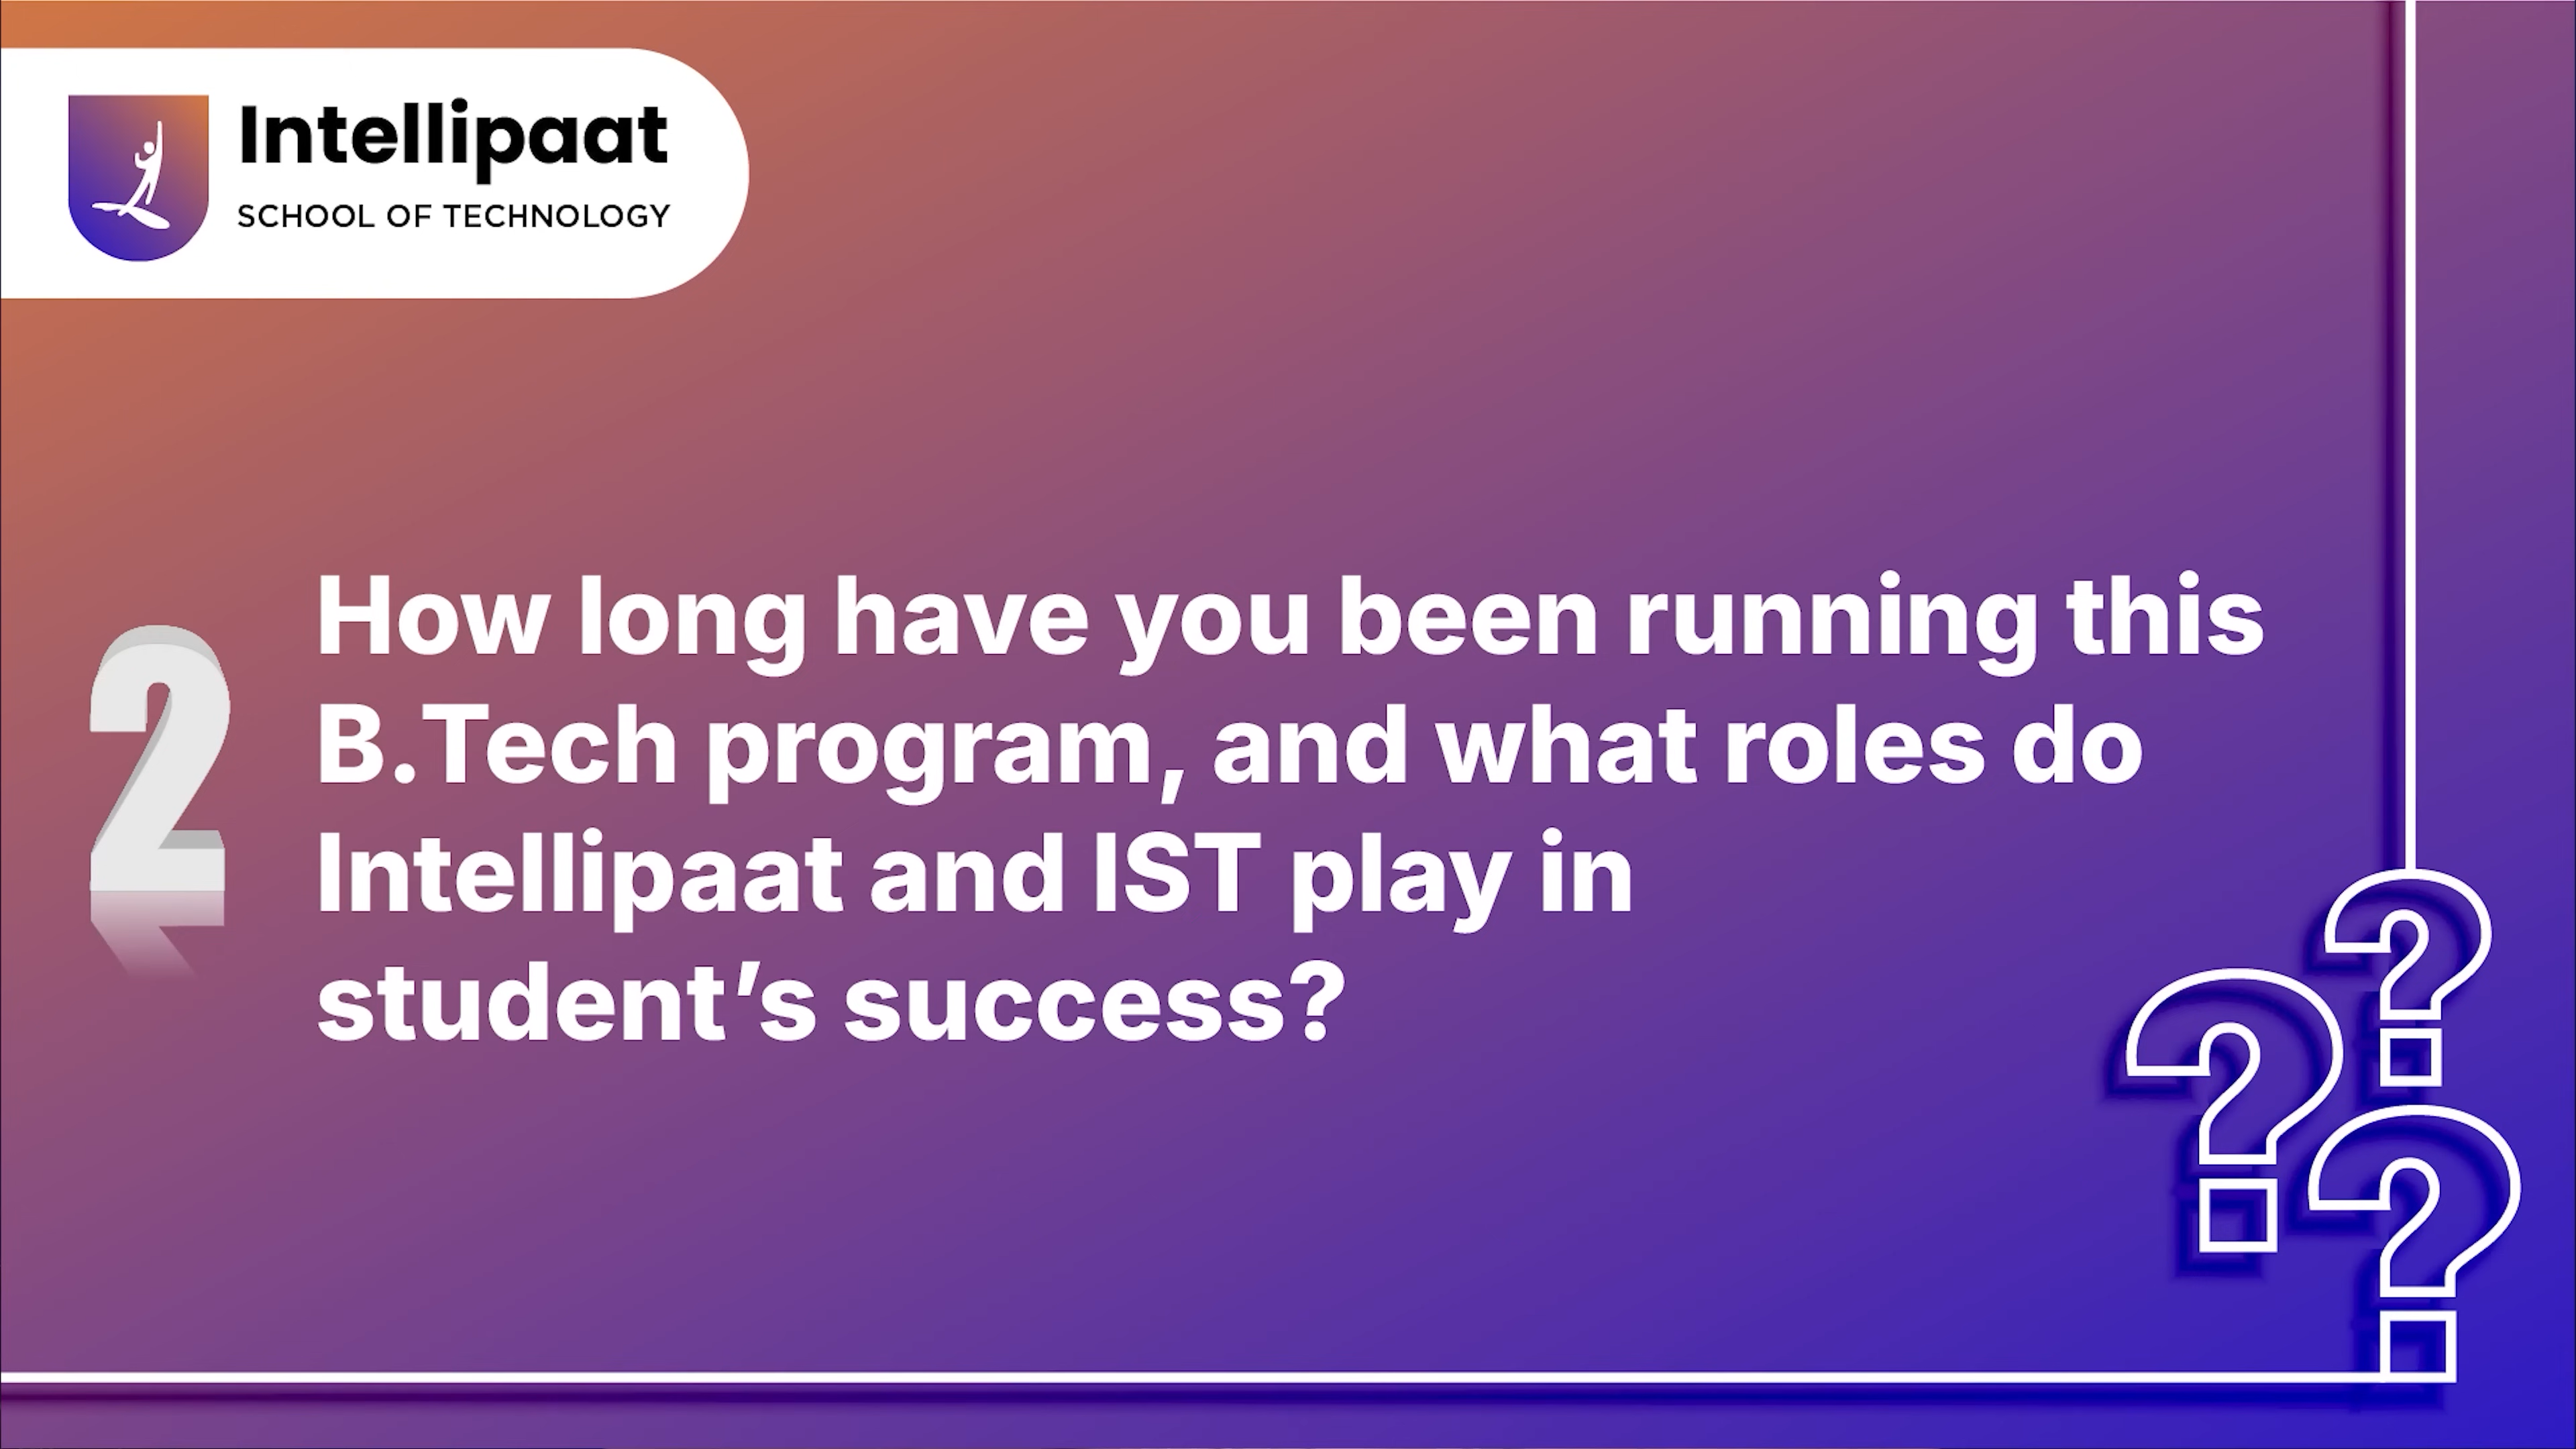 Intellipaat
SCHOOL OF TECHNOLOGY
2
How long have you been running this
B.Tech program, and what roles do
Intellipaat and IST play in
student’s success?
???